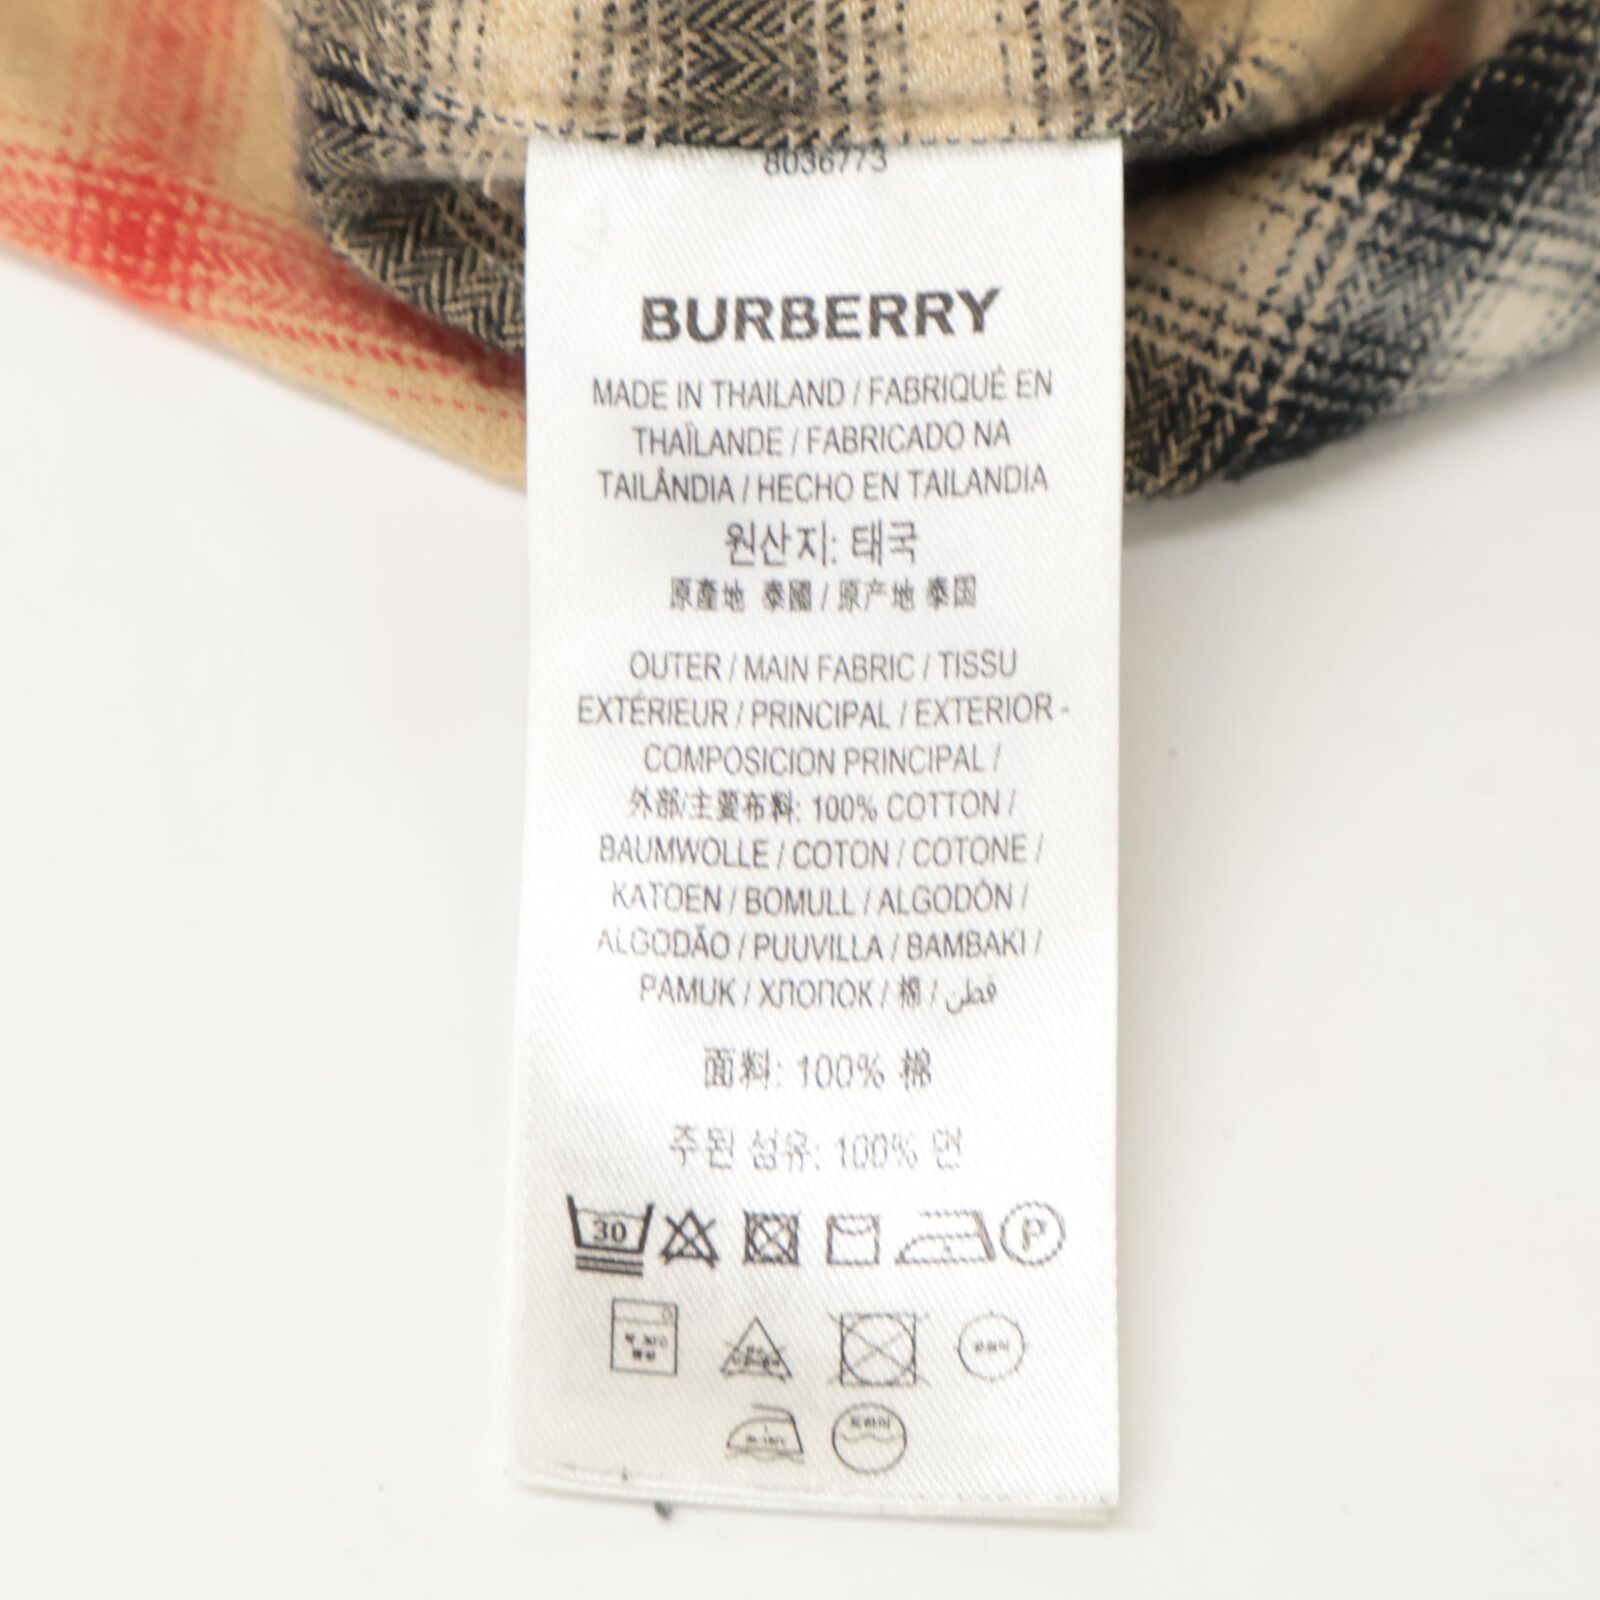 8036773
BURBERRY
MADE IN THAILAND / FABRIQUÉ EN
THAÏLANDE / FABRICADO NA
TAILÂNDIA / HECHO EN TAILANDIA
원산지: 태국
原產地 泰國 / 原产地 泰国
OUTER / MAIN FABRIC / TISSU
EXTÉRIEUR / PRINCIPAL / EXTERIOR -
COMPOSICION PRINCIPAL /
外部/主要布料: 100% COTTON /
BAUMWOLLE / COTON / COTONE /
KATOEN / BOMULL / ALGODÓN /
ALGODÃO / PUUVILLA / BAMBAKI /
PAMUK / ХЛОПОК / 棉 / قطن
面料: 100% 棉
주된 섬유: 100% 면
30 P
드라이